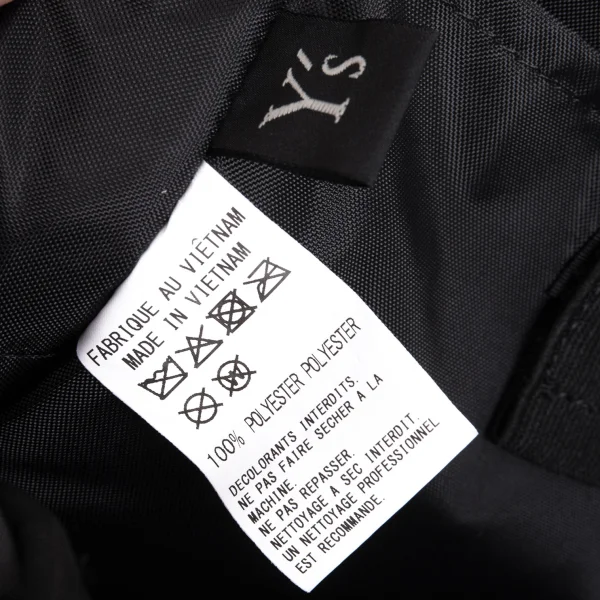 Y's
FABRIQUE AU VIÊTNAM
MADE IN VIETNAM
W
100% POLYESTER POLYESTER
DECOLORANTS INTERDITS.
NE PAS FAIRE SECHER À LA
MACHINE.
NE PAS REPASSER.
NETTOYAGE A SEC INTERDIT.
UN NETTOYAGE PROFESSIONNEL
EST RECOMMANDE.